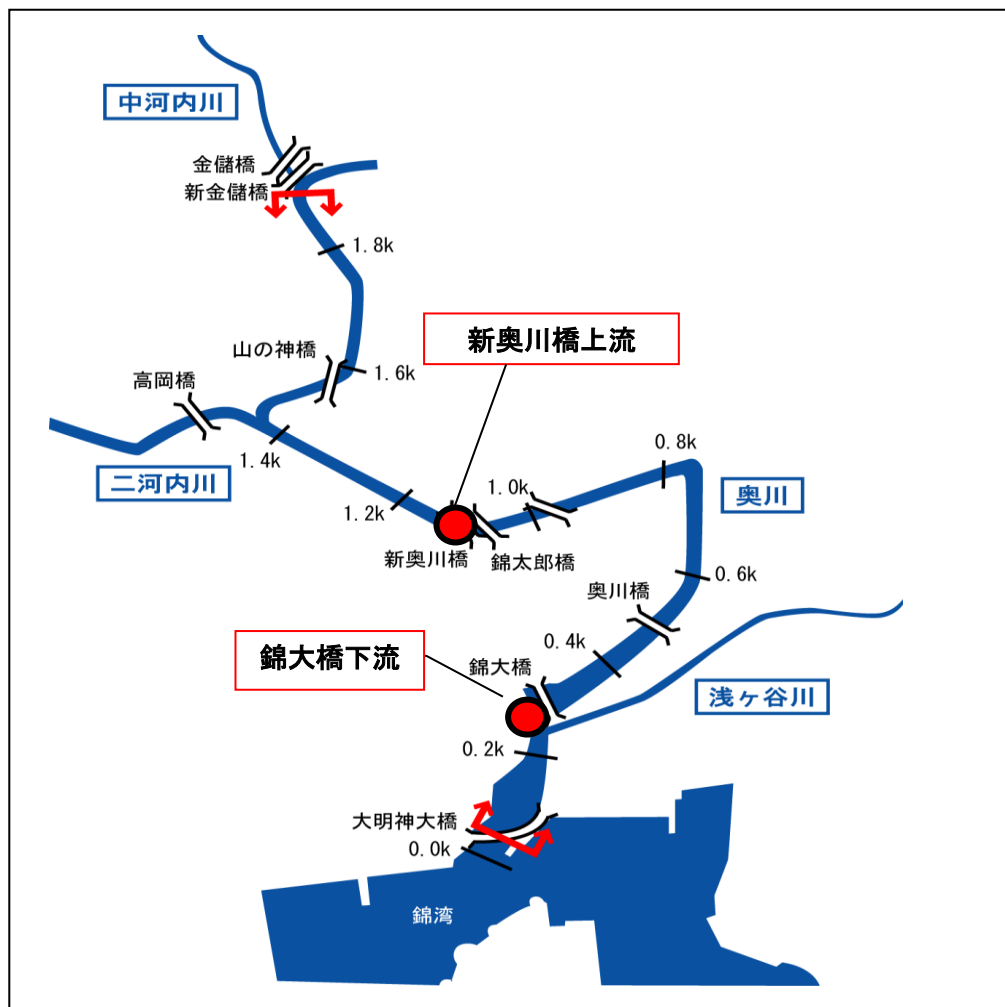 中河内川
金儲橋
新金儲橋
1.8k
新奥川橋上流
山の神橋
1.6k
高岡橋
1.4k
二河内川
0.8k
1.0k
奥川
1.2k
新奥川橋
錦太郎橋
0.6k
奥川橋
0.4k
錦大橋下流
錦大橋
浅ヶ谷川
0.2k
大明神大橋
0.0k
錦湾